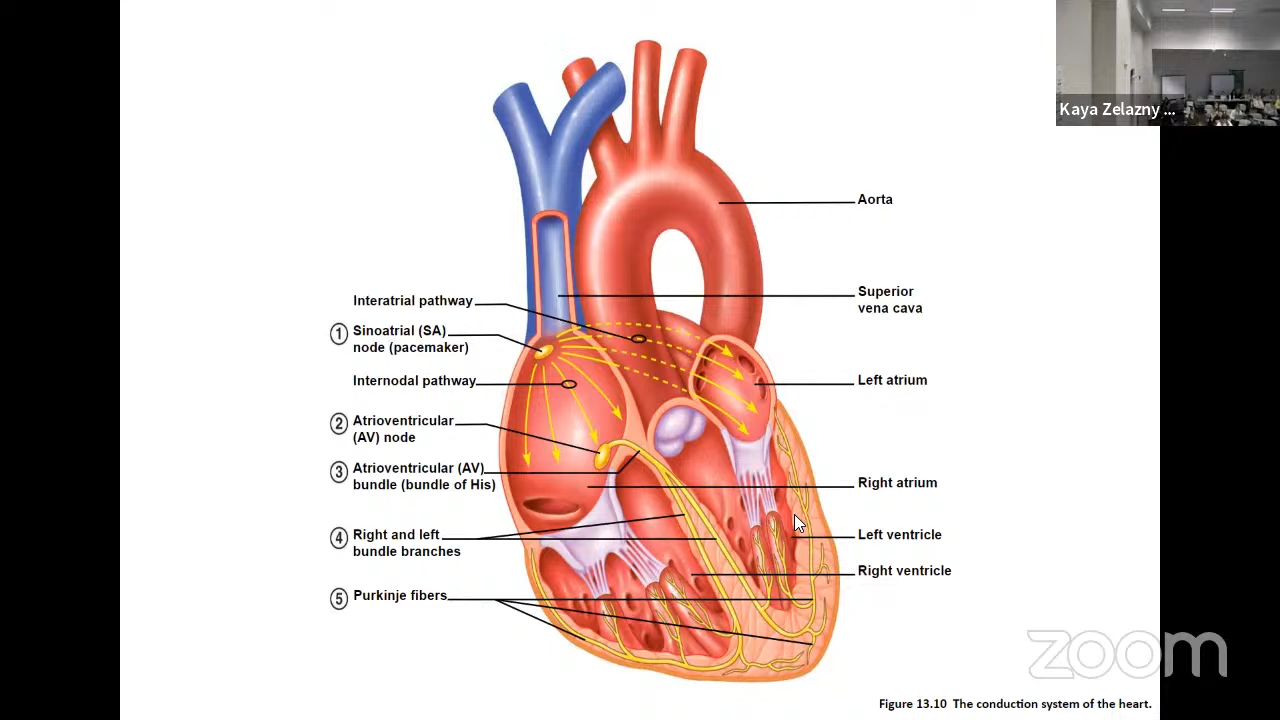 Kaya Zelazny ...
Aorta
Superior
vena cava
Interatrial pathway
1 Sinoatrial (SA)
node (pacemaker)
Internodal pathway
Left atrium
2 Atrioventricular
(AV) node
3 Atrioventricular (AV)
bundle (bundle of His)
Right atrium
4 Right and left
bundle branches
Left ventricle
Right ventricle
5 Purkinje fibers
zoom
Figure 13.10 The conduction system of the heart.